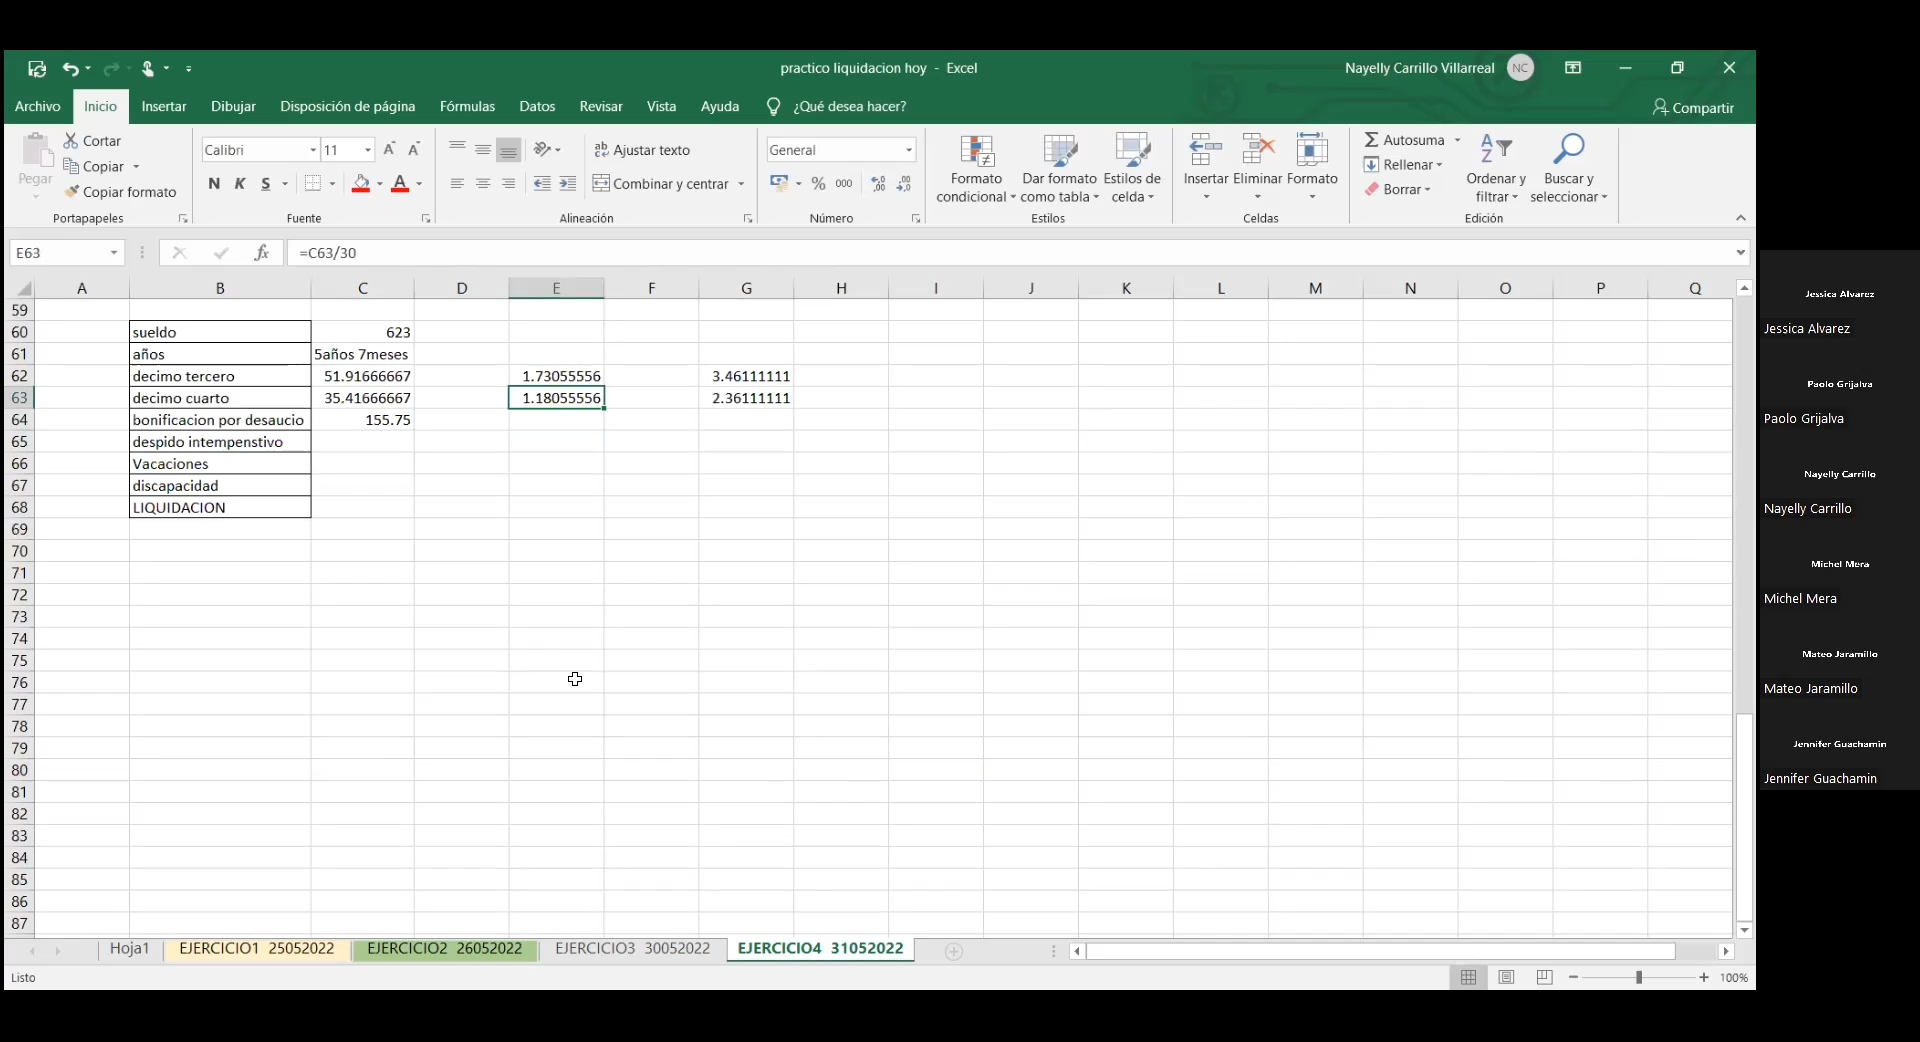 practico liquidacion hoy - Excel
Nayelly Carrillo Villarreal NC
Archivo Inicio Insertar Dibujar Disposición de página Fórmulas Datos Revisar Vista Ayuda ¿Qué desea hacer? Compartir
Pegar
Cortar
Copiar
Copiar formato
Portapapeles
Calibri 11
N K S
Fuente
Ajustar texto
Combinar y centrar
Alineación
General
% 000
Número
Formato condicional
Dar formato como tabla
Estilos de celda
Estilos
Insertar Eliminar Formato
Celdas
Autosuma
Rellenar
Borrar
Ordenar y filtrar
Buscar y seleccionar
Edición
E63 fx =C63/30
A B C D E F G H I J K L M N O P Q
59
60 sueldo 623
61 años 5años 7meses
62 decimo tercero 51.91666667 1.73055556 3.46111111
63 decimo cuarto 35.41666667 1.18055556 2.36111111
64 bonificacion por desaucio 155.75
65 despido intempenstivo
66 Vacaciones
67 discapacidad
68 LIQUIDACION
69
70
71
72
73
74
75
76
77
78
79
80
81
82
83
84
85
86
87
Hoja1 EJERCICIO1 25052022 EJERCICIO2 26052022 EJERCICIO3 30052022 EJERCICIO4 31052022
Listo
100%
Jessica Alvarez
Jessica Alvarez
Paolo Grijalva
Paolo Grijalva
Nayelly Carrillo
Nayelly Carrillo
Michel Mera
Michel Mera
Mateo Jaramillo
Mateo Jaramillo
Jennifer Guachamin
Jennifer Guachamin